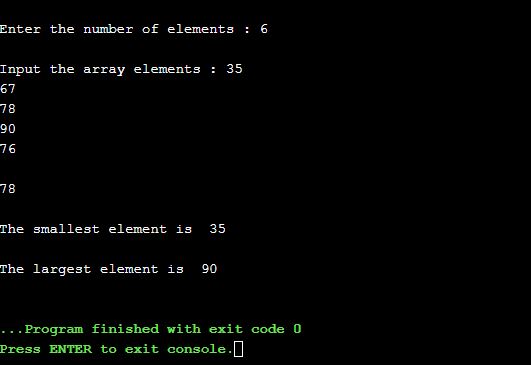 Enter the number of elements : 6
Input the array elements : 35
67
78
90
76
78
The smallest element is  35
The largest element is  90
...Program finished with exit code 0
Press ENTER to exit console.